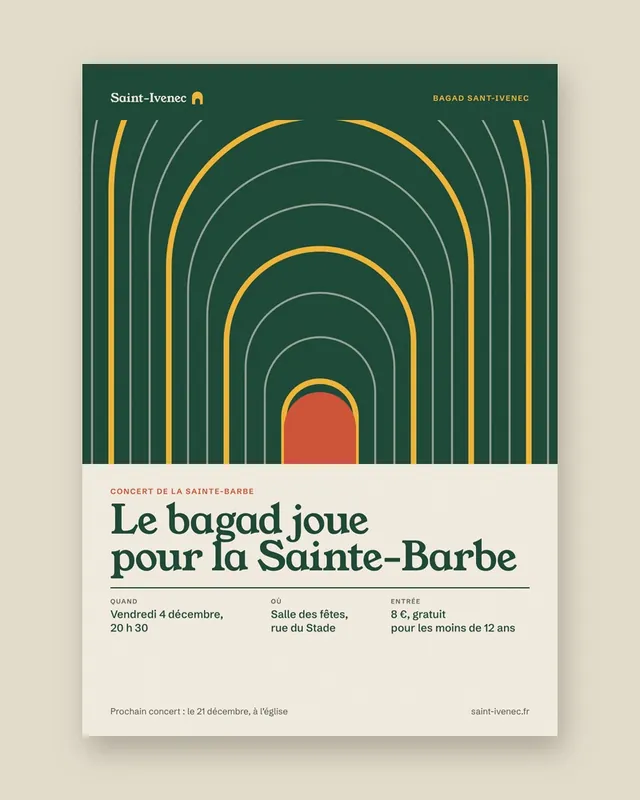 Saint-Ivenec
BAGAD SANT-IVENEC
CONCERT DE LA SAINTE-BARBE
Le bagad joue
pour la Sainte-Barbe
QUAND
Vendredi 4 décembre,
20 h 30
OÙ
Salle des fêtes,
rue du Stade
ENTRÉE
8 €, gratuit
pour les moins de 12 ans
Prochain concert : le 21 décembre, à l'église
saint-ivenec.fr